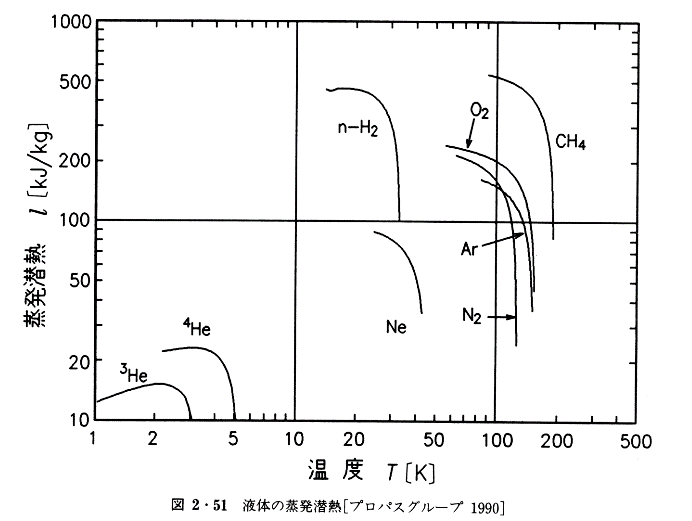 1000
500
200
100
50
20
10
蒸発潜熱 l [kJ/kg]
n-H₂
O₂
CH₄
Ar
N₂
Ne
⁴He
³He
1 2 5 10 20 50 100 200 500
温度 T [K]
図 2・51 液体の蒸発潜熱[プロパスグループ 1990]